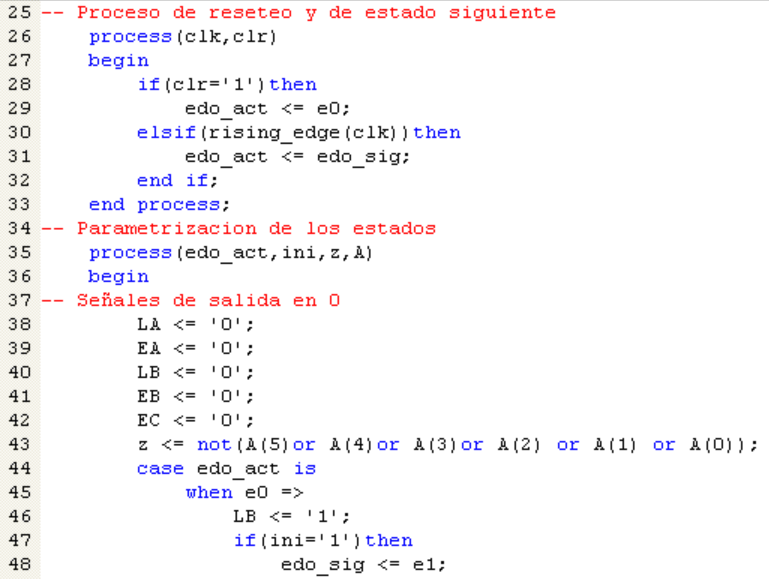 25 -- Proceso de reseteo y de estado siguiente
26     process(clk,clr)
27     begin
28         if(clr='1')then
29             edo_act <= e0;
30         elsif(rising_edge(clk))then
31             edo_act <= edo_sig;
32         end if;
33     end process;
34 -- Parametrizacion de los estados
35     process(edo_act,ini,z,A)
36     begin
37 -- Señales de salida en 0
38         LA <= '0';
39         EA <= '0';
40         LB <= '0';
41         EB <= '0';
42         EC <= '0';
43         z <= not(A(5)or A(4)or A(3)or A(2) or A(1) or A(0));
44         case edo_act is
45             when e0 =>
46                 LB <= '1';
47                 if(ini='1')then
48                     edo_sig <= e1;